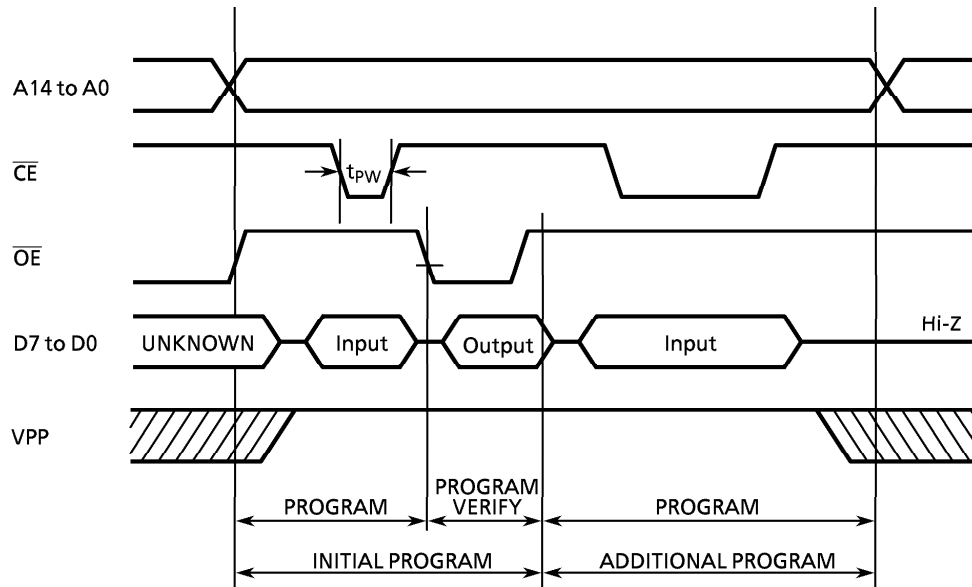 A14 to A0
CE
tPW
OE
D7 to D0
UNKNOWN
Input
Output
Input
Hi-Z
VPP
PROGRAM
PROGRAM
VERIFY
PROGRAM
INITIAL PROGRAM
ADDITIONAL PROGRAM